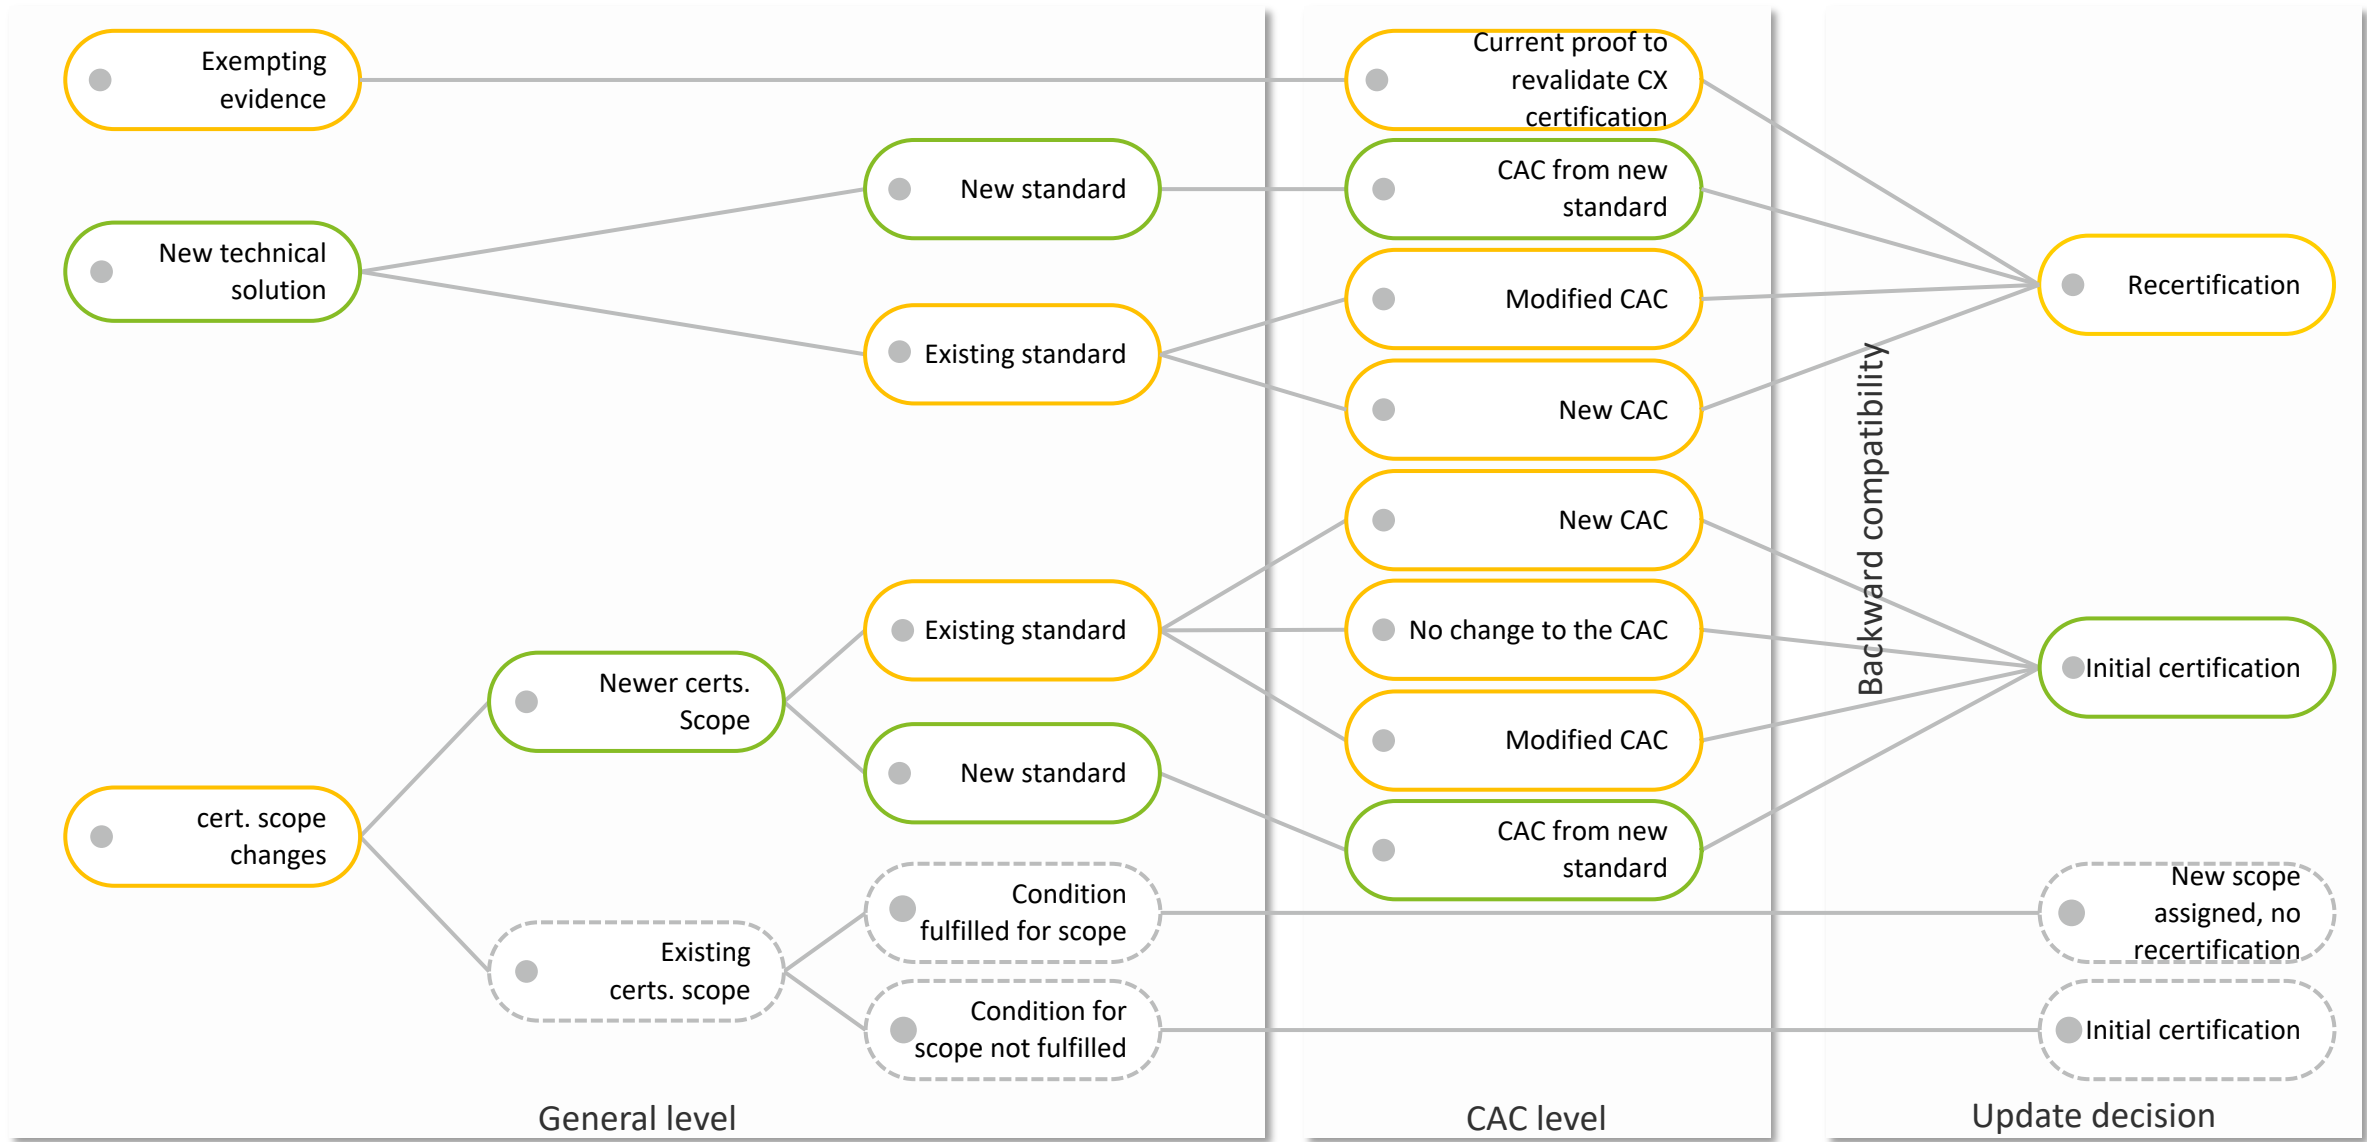 Exempting
evidence
New technical
solution
cert. scope
changes
Newer certs.
Scope
Existing
certs. scope
New standard
Existing standard
Existing standard
New standard
Condition
fulfilled for scope
Condition for
scope not fulfilled
General level
Current proof to
revalidate CX
certification
CAC from new
standard
Modified CAC
New CAC
New CAC
No change to the CAC
Modified CAC
CAC from new
standard
CAC level
Backward compatibility
Recertification
Initial certification
New scope
assigned, no
recertification
Initial certification
Update decision